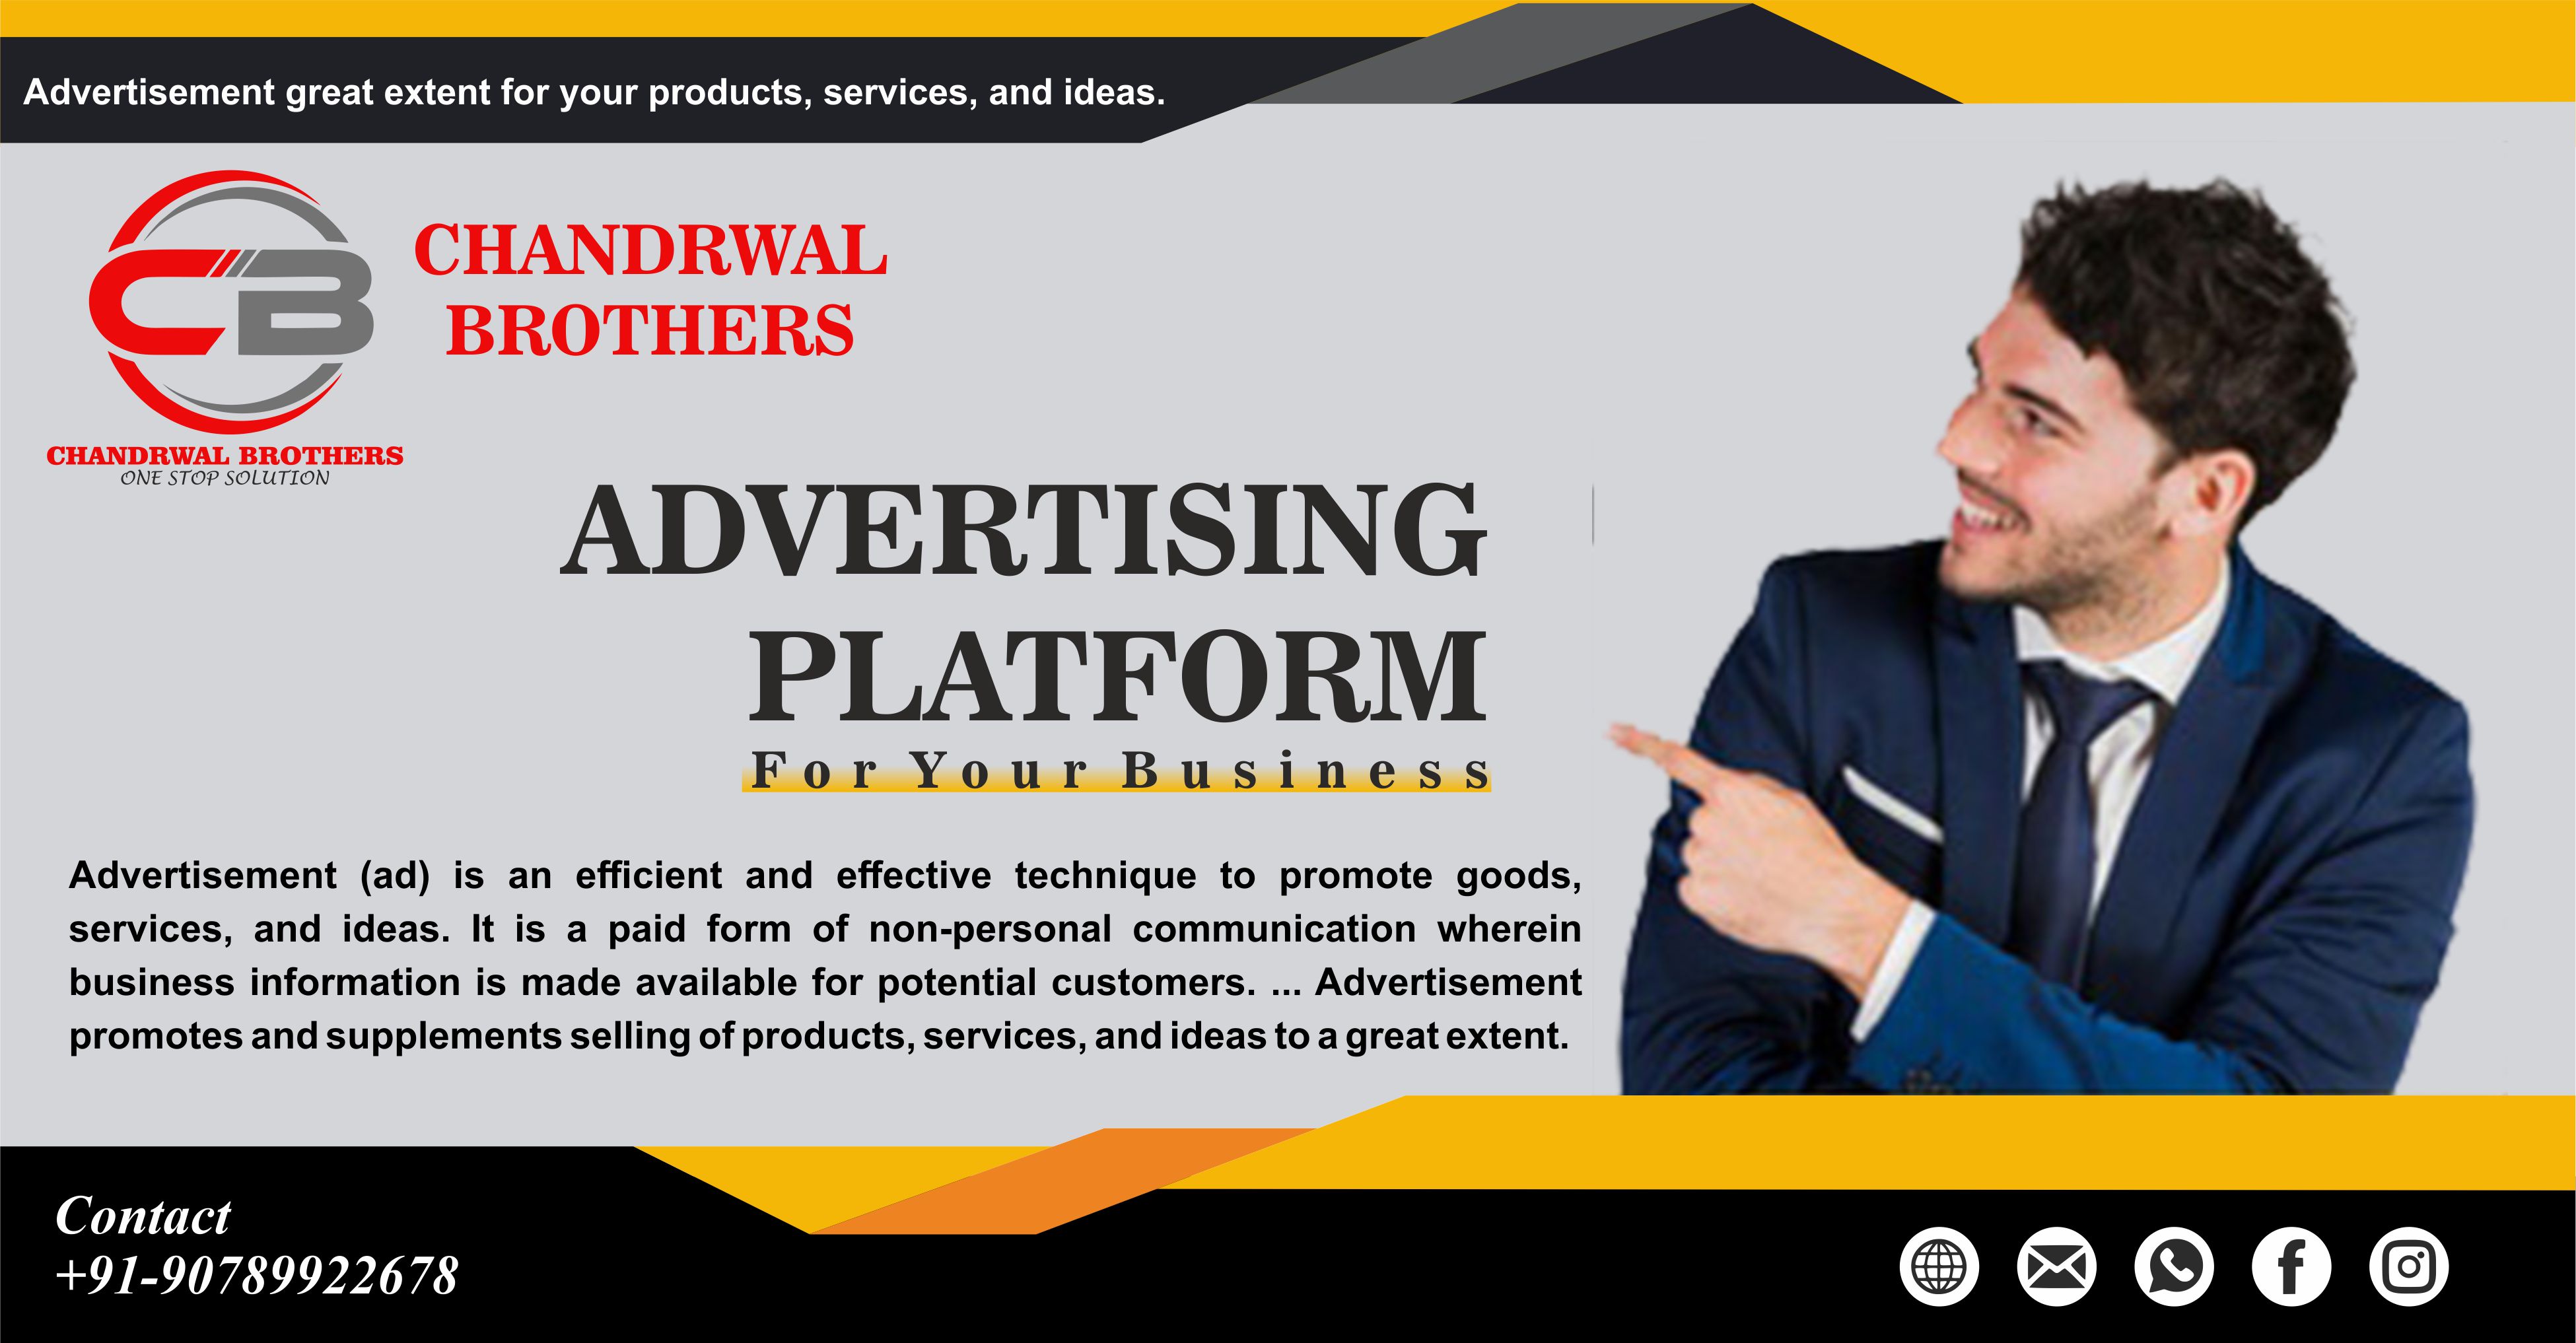 Advertisement great extent for your products, services, and ideas.
CB
CHANDRWAL BROTHERS
ONE STOP SOLUTION
CHANDRWAL
BROTHERS
ADVERTISING
PLATFORM
For Your Business
Advertisement (ad) is an efficient and effective technique to promote goods,
services, and ideas. It is a paid form of non-personal communication wherein
business information is made available for potential customers. ... Advertisement
promotes and supplements selling of products, services, and ideas to a great extent.
Contact
+91-90789922678